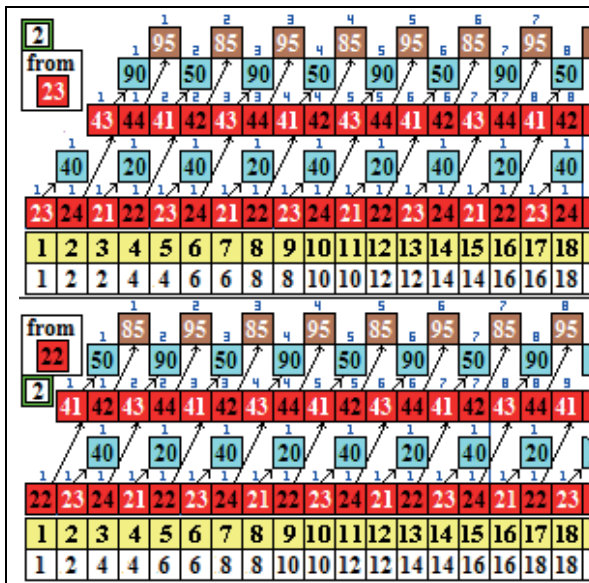 1 2 3 4 5 6 7
2 95 85 95 85 95 85 95
1 2 3 4 5 6 7 8
from 90 50 90 50 90 50 90 50
23
1 1 2 2 3 3 4 4 5 5 6 6 7 7 8 8
43 44 41 42 43 44 41 42 43 44 41 42 43 44 41 42
1 1 1 1 1 1 1 1 1
40 20 40 20 40 20 40 20 40
1 1 1 1 1 1 1 1 1 1 1 1 1 1 1 1 1 1
23 24 21 22 23 24 21 22 23 24 21 22 23 24 21 22 23 24
1 2 3 4 5 6 7 8 9 10 11 12 13 14 15 16 17 18
1 2 2 4 4 6 6 8 8 10 10 12 12 14 14 16 16 18
1 2 3 4 5 6 7 8
from 85 95 85 95 85 95 85 95
1 2 3 4 5 6 7 8
22 50 90 50 90 50 90 50 90
2 1 1 2 2 3 3 4 4 5 5 6 6 7 7 8 8 9
41 42 43 44 41 42 43 44 41 42 43 44 41 42 43 44 41
1 1 1 1 1 1 1 1
40 20 40 20 40 20 40 20
1 1 1 1 1 1 1 1 1 1 1 1 1 1 1 1 1 1
22 23 24 21 22 23 24 21 22 23 24 21 22 23 24 21 22 23
1 2 3 4 5 6 7 8 9 10 11 12 13 14 15 16 17 18
1 2 4 4 6 6 8 8 10 10 12 12 14 14 16 16 18 18